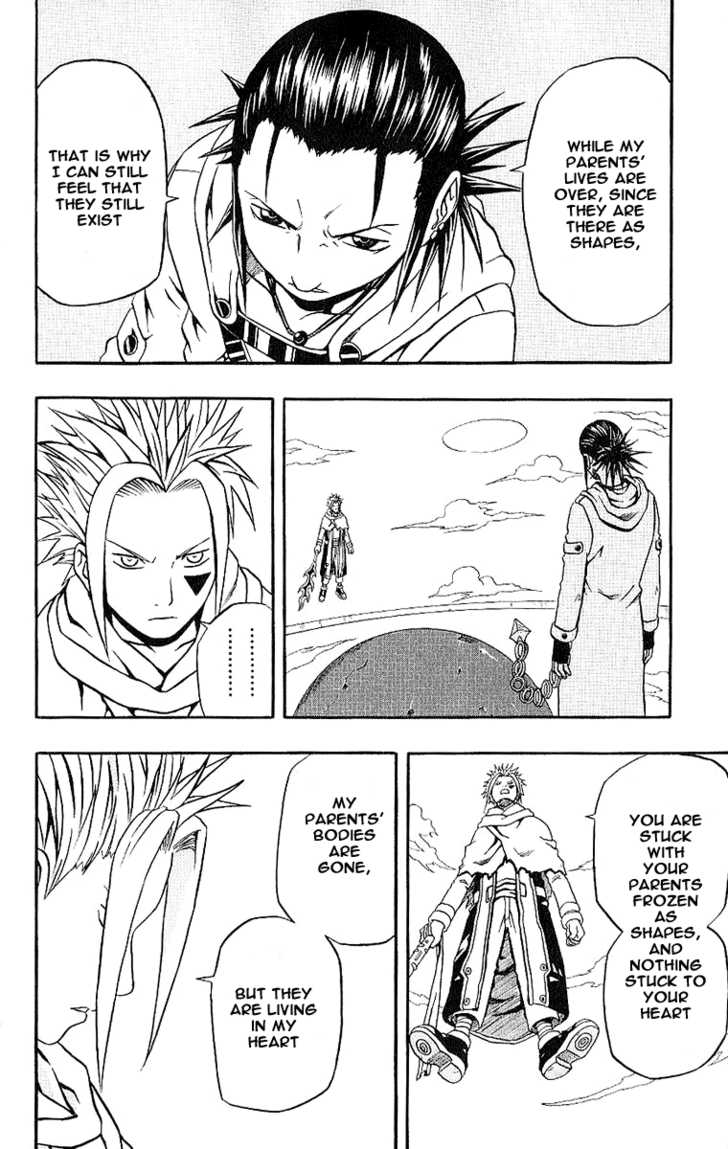 WHILE MY
PARENTS'
LIVES ARE
OVER, SINCE
THEY ARE
THERE AS
SHAPES,
THAT IS WHY
I CAN STILL
FEEL THAT
THEY STILL
EXIST
.........
YOU ARE
STUCK
WITH
YOUR
PARENTS
FROZEN
AS
SHAPES,
AND
NOTHING
STUCK TO
YOUR
HEART
MY
PARENTS'
BODIES
ARE
GONE,
BUT THEY
ARE LIVING
IN MY
HEART